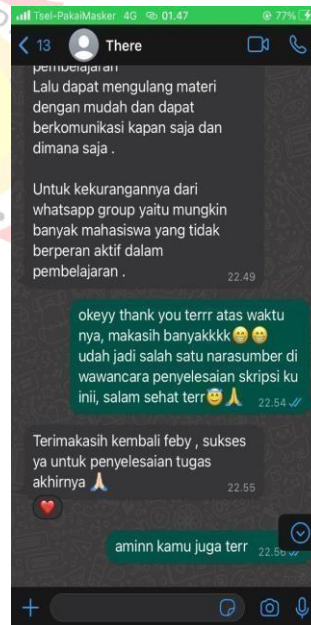 Tsel-PakaiMasker 4G 01.47 77%
13 There
pembelajaran
Lalu dapat mengulang materi
dengan mudah dan dapat
berkomunikasi kapan saja dan
dimana saja .
Untuk kekurangannya dari
whatsapp group yaitu mungkin
banyak mahasiswa yang tidak
berperan aktif dalam
pembelajaran .
22.49
okeyy thank you terrr atas waktu
nya, makasih banyakkkk😁😁
udah jadi salah satu narasumber di
wawancara penyelesaian skripsi ku
inii, salam sehat terr😇🙏 22.54
Terimakasih kembali feby , sukses
ya untuk penyelesaian tugas
akhirnya 🙏🏻
22.55
❤️
aminn kamu juga terr 22.56